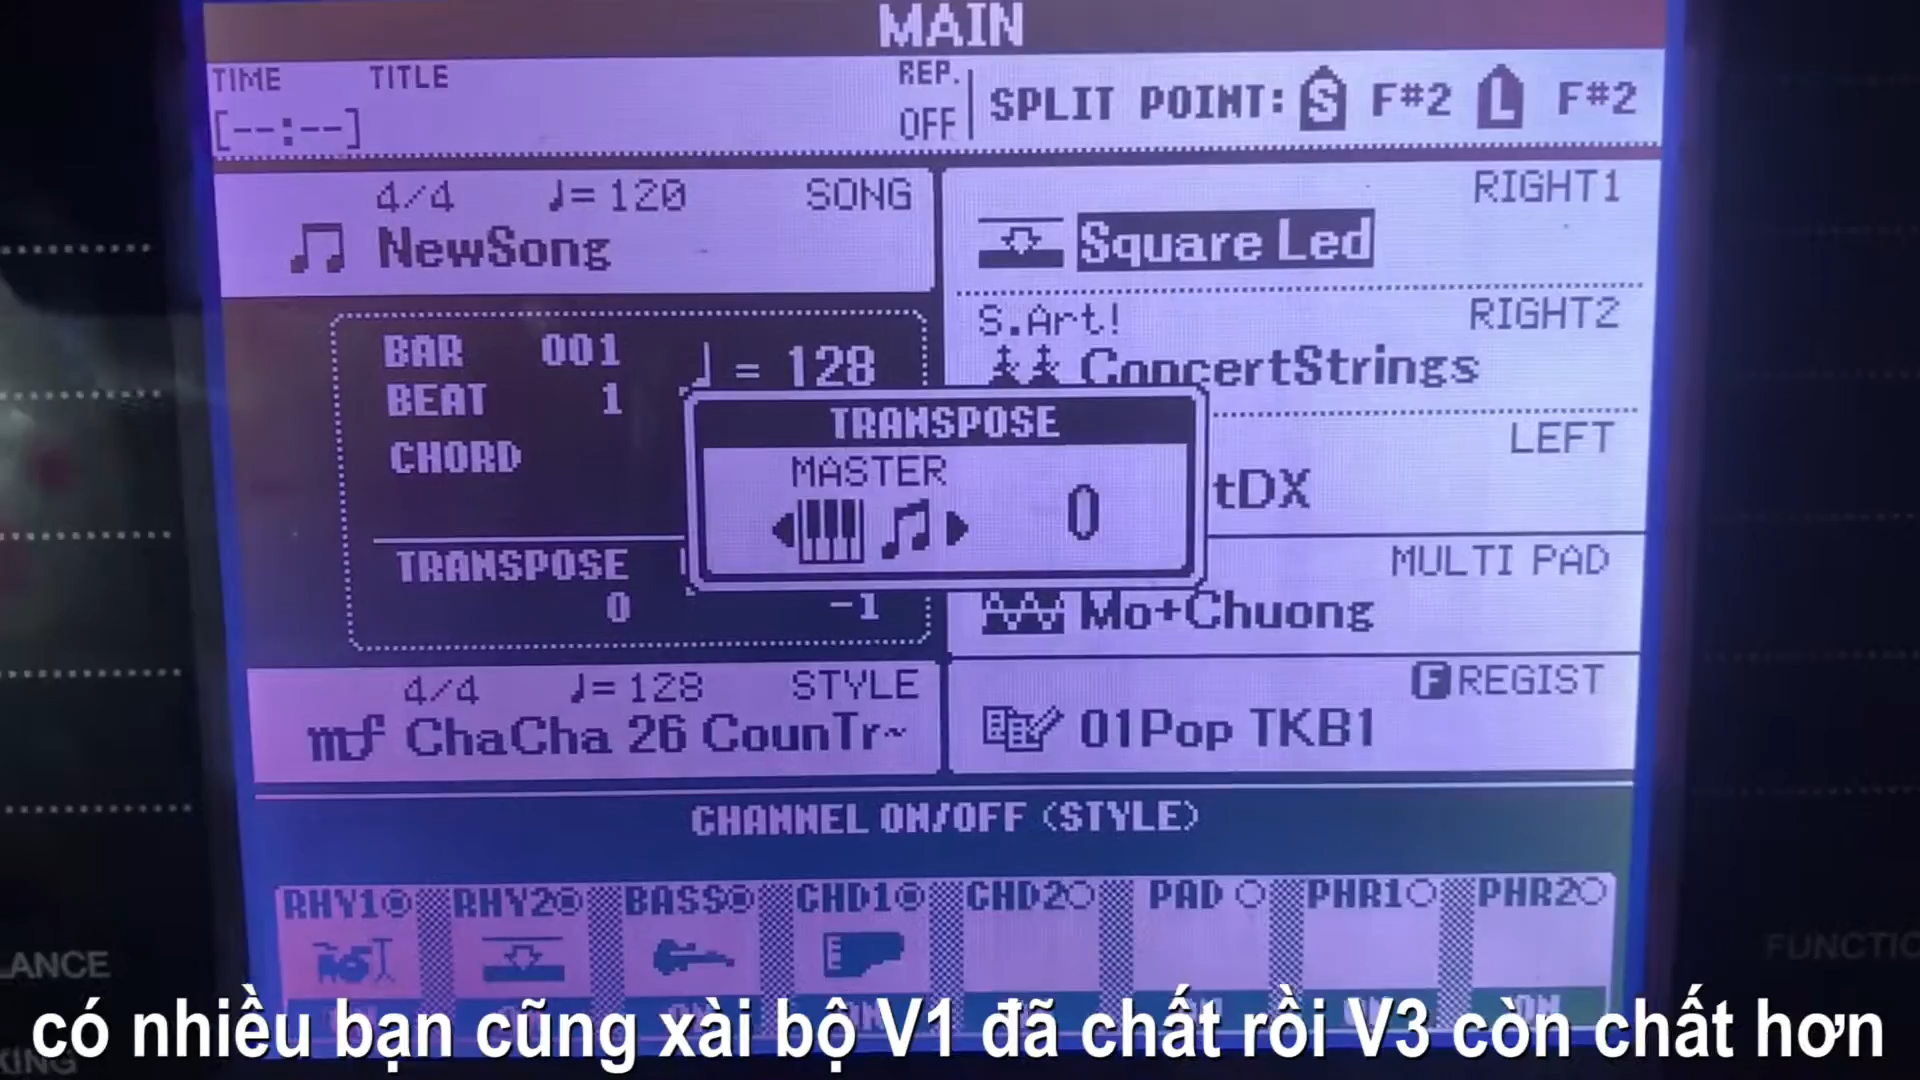 MAIN
TIME TITLE REP.
[--:--] OFF
SPLIT POINT: S F#2 L F#2
4/4 ♩= 120 SONG
NewSong
RIGHT1
Square Led
S.Art! RIGHT2
ConcertStrings
BAR 001 ♩ = 128
BEAT 1
CHORD
TRANSPOSE
MASTER
0
LEFT
tDX
TRANSPOSE
0 -1
MULTI PAD
Mo+Chuong
4/4 ♩= 128 STYLE
mf ChaCha 26 CounTr~
F REGIST
01Pop TKB1
CHANNEL ON/OFF (STYLE)
RHY1 RHY2 BASS CHD1 CHD2 PAD PHR1 PHR2
ON
LANCE
FUNCTIO
KING
có nhiều bạn cũng xài bộ V1 đã chất rồi V3 còn chất hơn